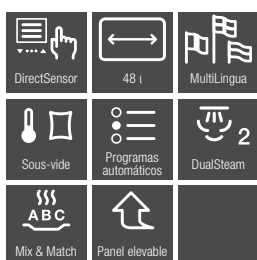 DirectSensor
48 l
MultiLingua
Sous-vide
Programas
automáticos
2
DualSteam
ABC
Mix & Match
Panel elevable